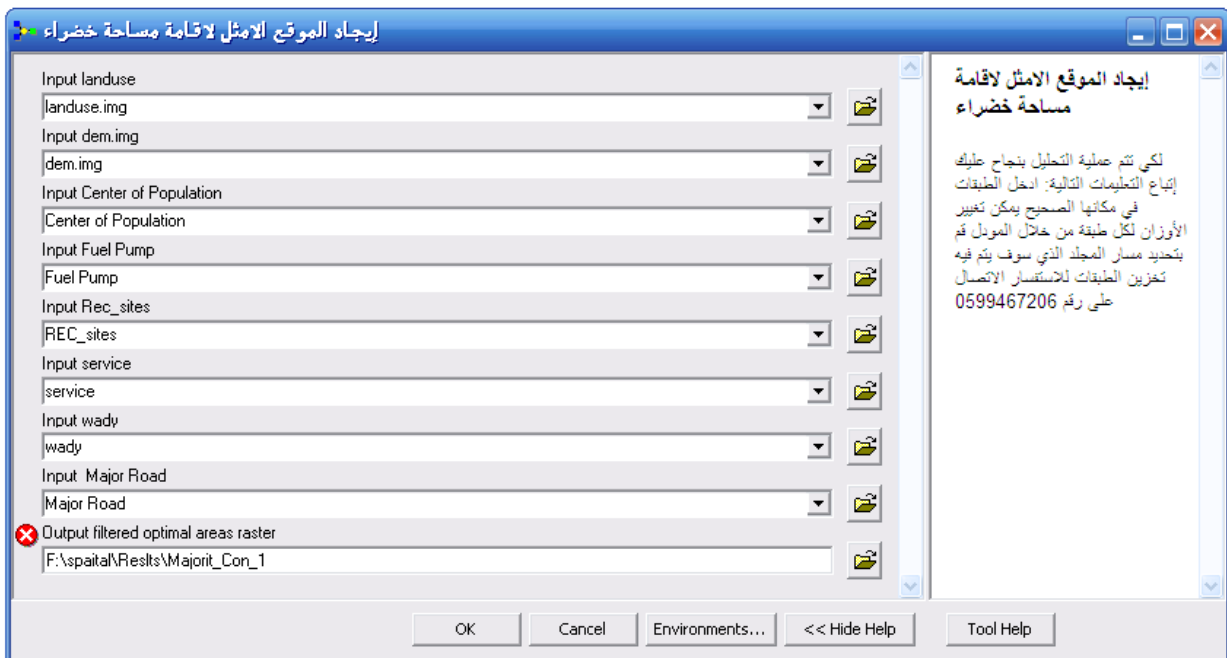 إيجاد الموقع الامثل لاقامة مساحة خضراء
Input landuse
landuse.img
Input dem.img
dem.img
Input Center of Population
Center of Population
Input Fuel Pump
Fuel Pump
Input Rec_sites
REC_sites
Input service
service
Input wady
wady
Input Major Road
Major Road
Output filtered optimal areas raster
F:\spaital\Reslts\Majorit_Con_1
OK
Cancel
Environments...
<< Hide Help
Tool Help
إيجاد الموقع الامثل لاقامة
مساحة خضراء
لكي تتم عملية التحليل بنجاح عليك
إتباع التعليمات التالية: ادخل الطبقات
في مكانها الصحيح يمكن تغيير
الأوزان لكل طبقة من خلال المودل قم
بتحديد مسار المجلد الذي سوف يتم فيه
تخزين الطبقات للاستفسار الاتصال
على رقم 0599467206